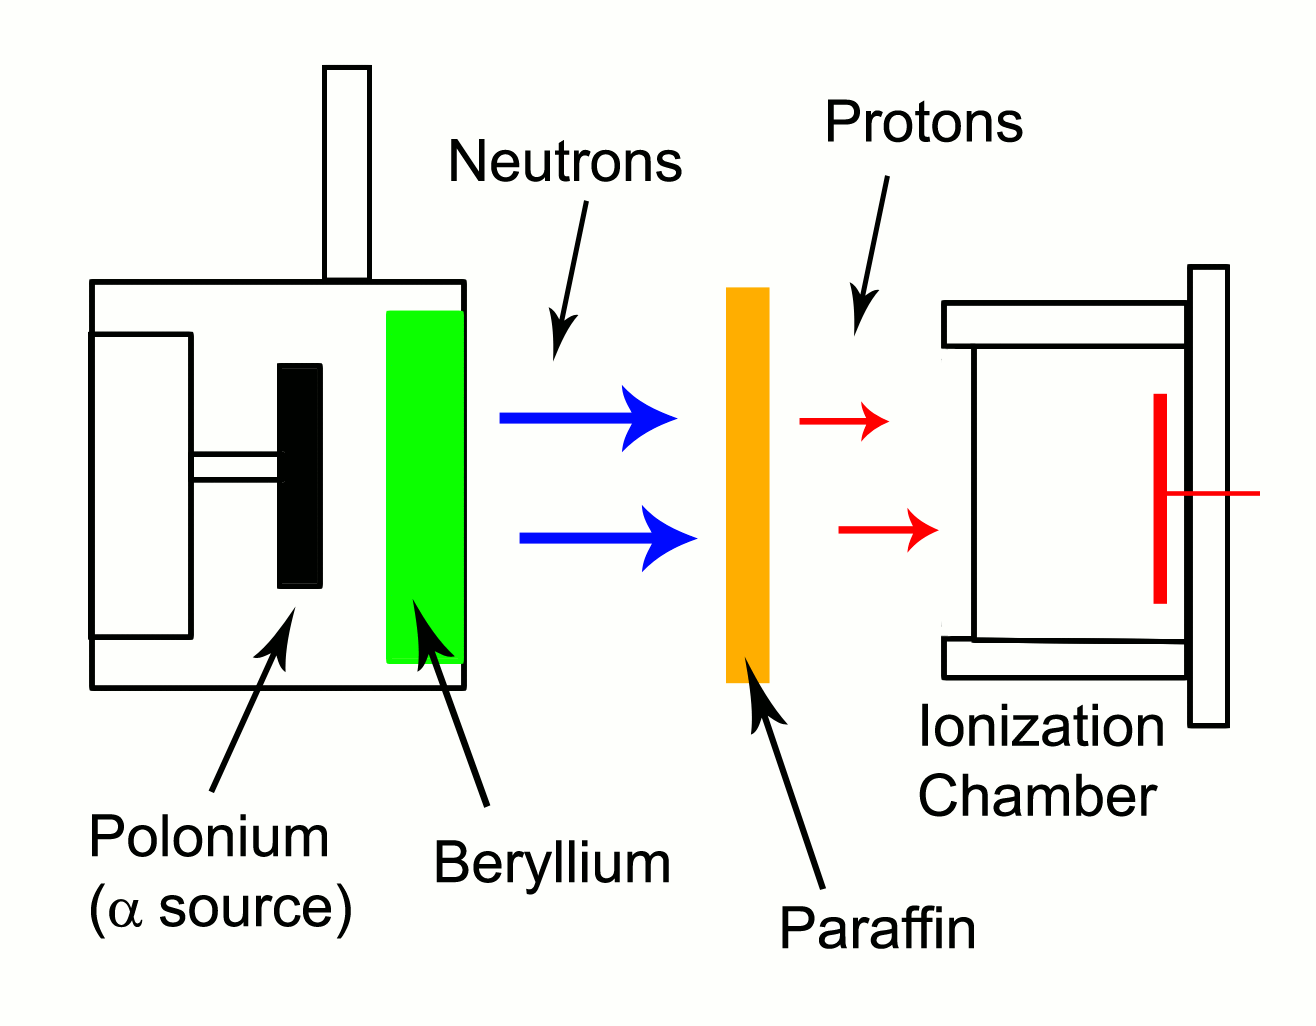 Protons
Neutrons
Ionization
Chamber
Polonium
(α source)
Beryllium
Paraffin